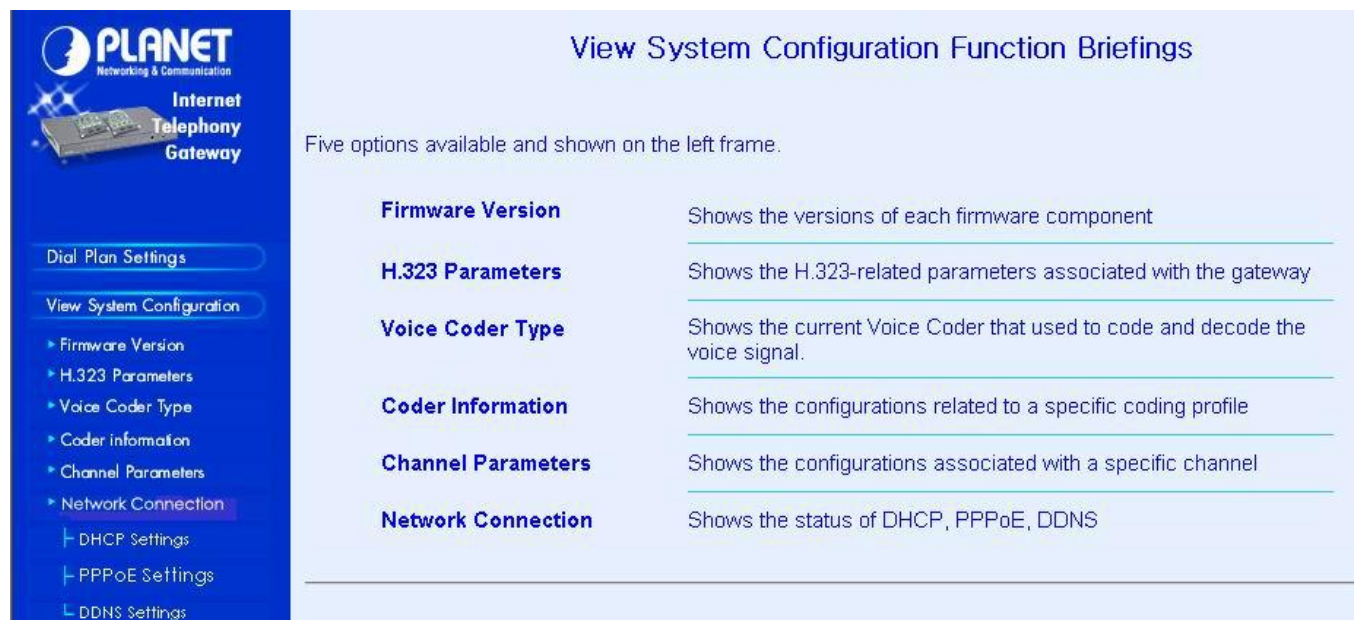 PLANET
Networking & Communication
Internet
Telephony
Gateway
Dial Plan Settings
View System Configuration
Firmware Version
H.323 Parameters
Voice Coder Type
Coder information
Channel Parameters
Network Connection
DHCP Settings
PPPoE Settings
DDNS Settings
View System Configuration Function Briefings
Five options available and shown on the left frame.
Firmware Version Shows the versions of each firmware component
H.323 Parameters Shows the H.323-related parameters associated with the gateway
Voice Coder Type Shows the current Voice Coder that used to code and decode the
voice signal.
Coder Information Shows the configurations related to a specific coding profile
Channel Parameters Shows the configurations associated with a specific channel
Network Connection Shows the status of DHCP, PPPoE, DDNS